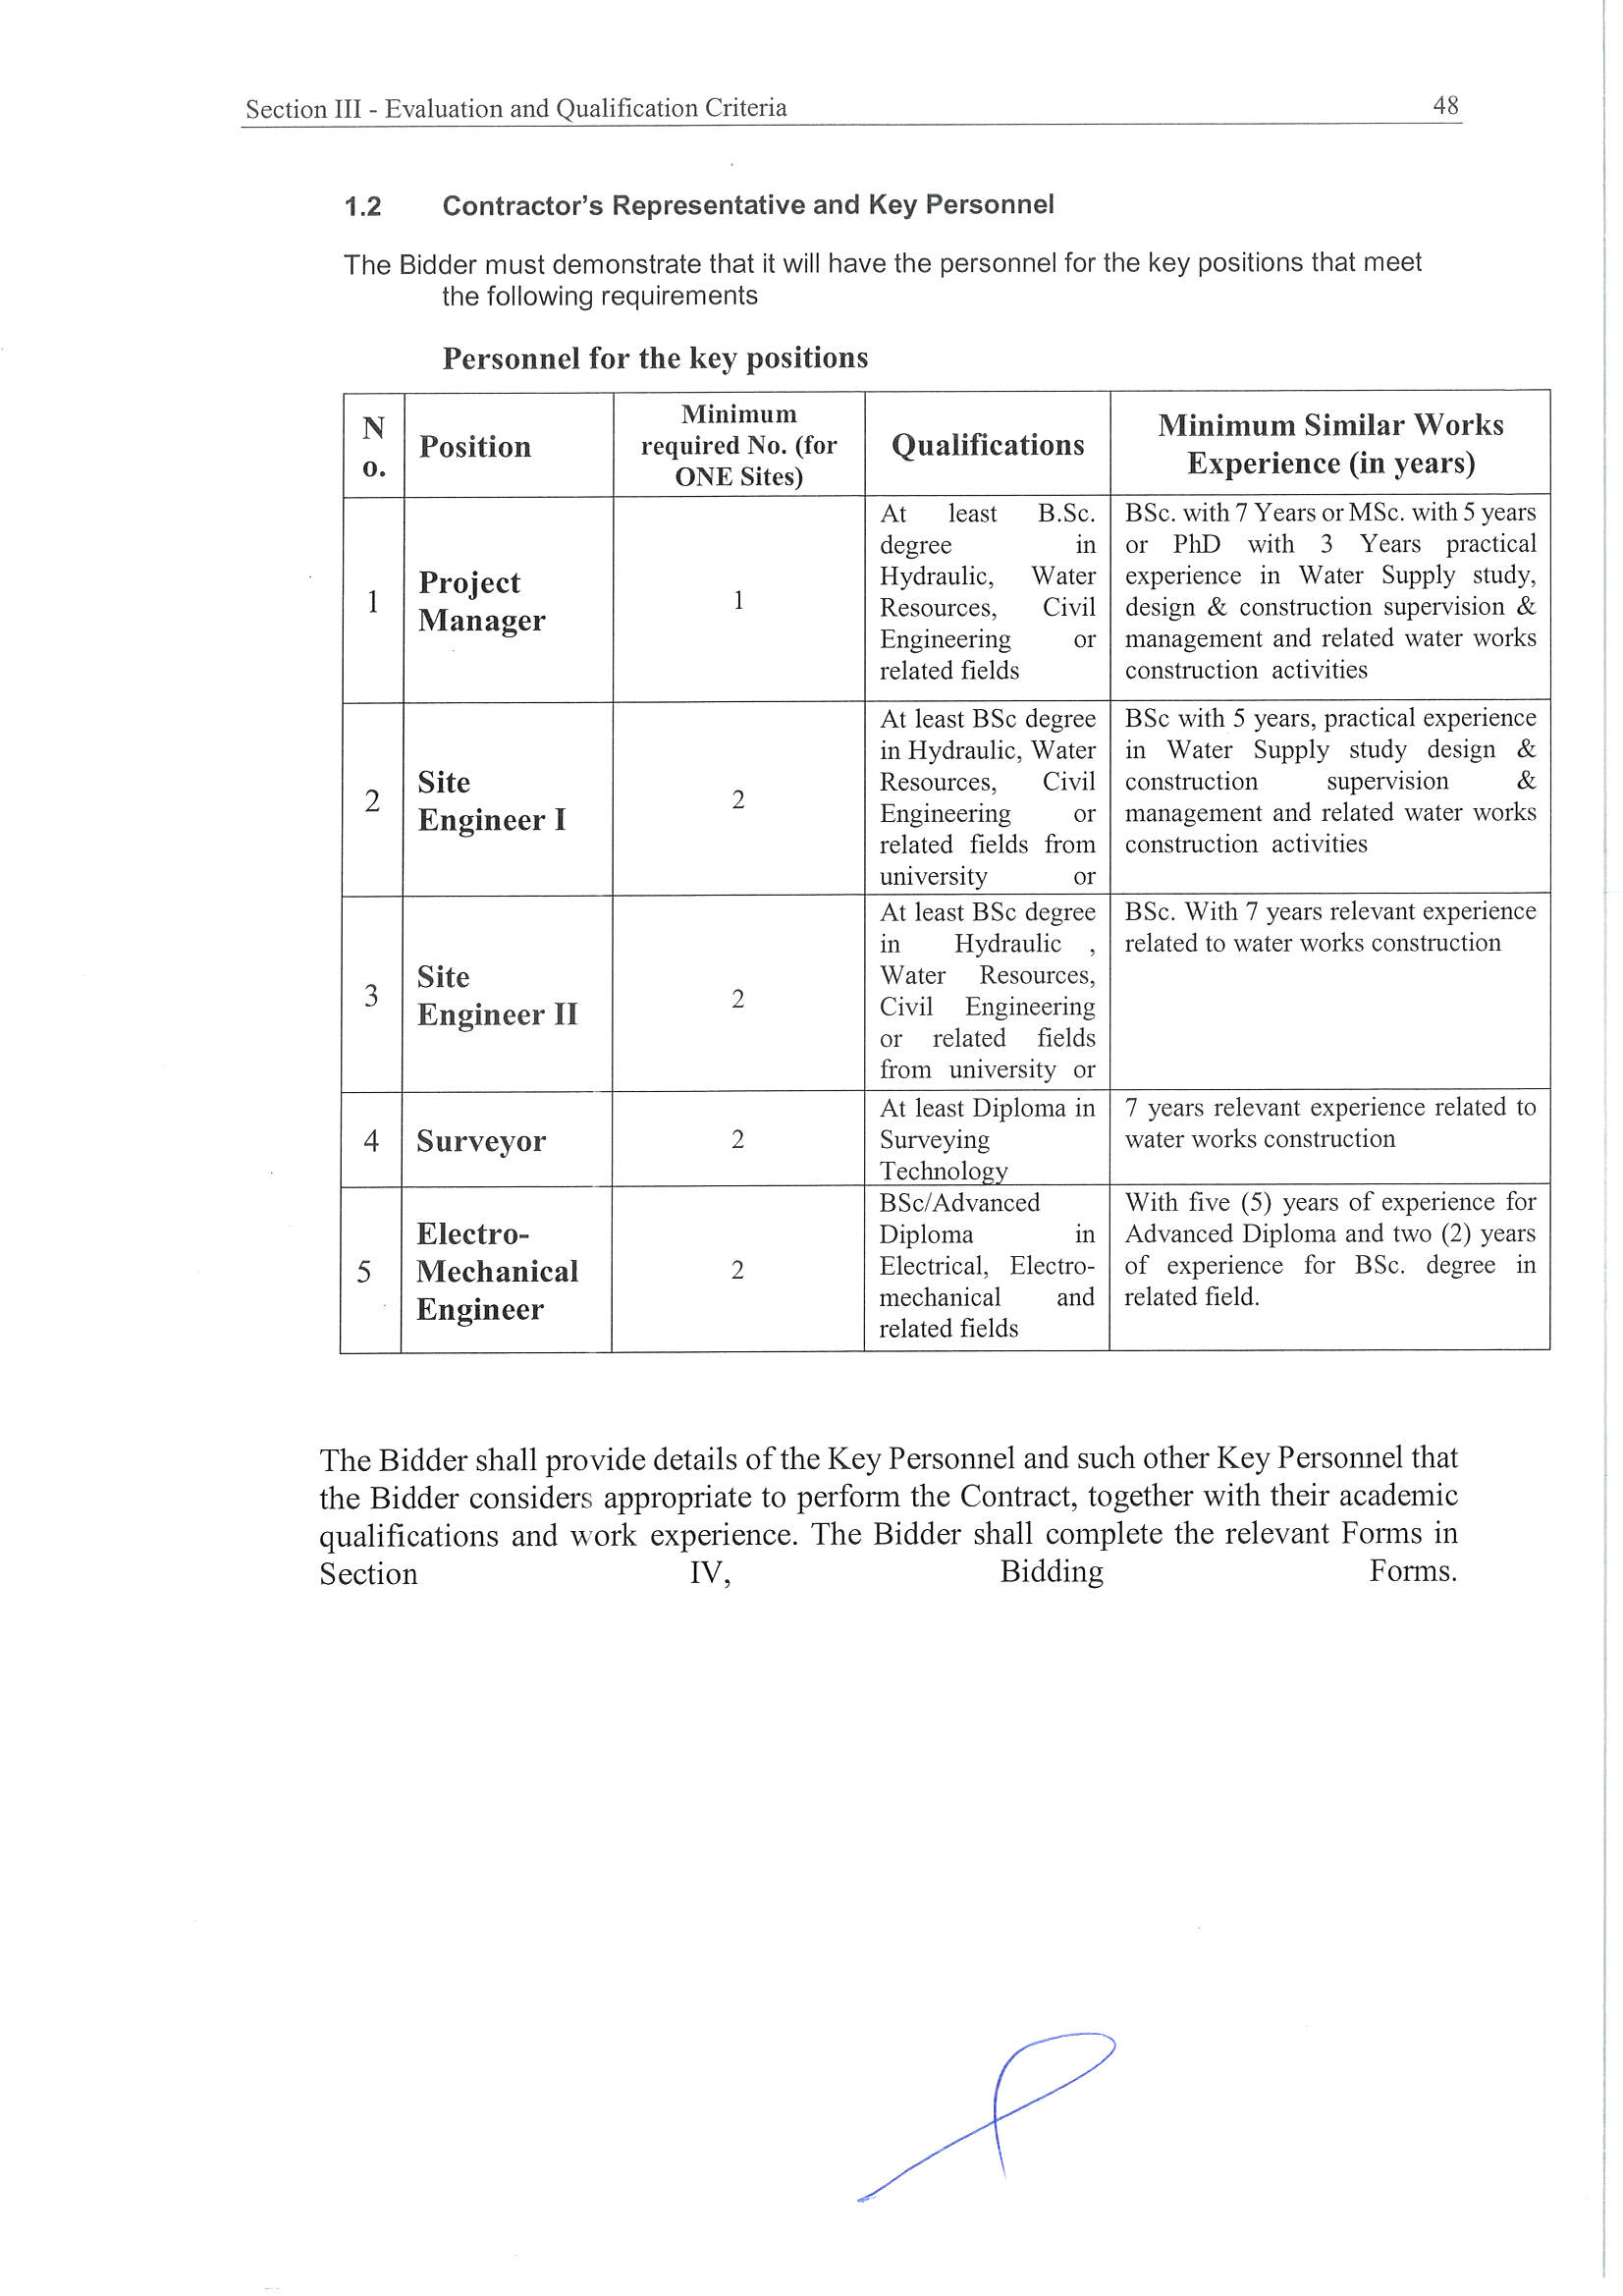 Section III - Evaluation and Qualification Criteria 48
1.2 Contractor's Representative and Key Personnel
The Bidder must demonstrate that it will have the personnel for the key positions that meet
the following requirements
Personnel for the key positions
N
o.
Position
Minimum
required No. (for
ONE Sites)
Qualifications
Minimum Similar Works
Experience (in years)
1
Project
Manager
1
At least B.Sc.
degree in
Hydraulic, Water
Resources, Civil
Engineering or
related fields
BSc. with 7 Years or MSc. with 5 years
or PhD with 3 Years practical
experience in Water Supply study,
design & construction supervision &
management and related water works
construction activities
2
Site
Engineer I
2
At least BSc degree
in Hydraulic, Water
Resources, Civil
Engineering or
related fields from
university or
BSc with 5 years, practical experience
in Water Supply study design &
construction supervision &
management and related water works
construction activities
3
Site
Engineer II
2
At least BSc degree
in Hydraulic ,
Water Resources,
Civil Engineering
or related fields
from university or
BSc. With 7 years relevant experience
related to water works construction
4
Surveyor
2
At least Diploma in
Surveying
Technology
7 years relevant experience related to
water works construction
5
Electro-
Mechanical
Engineer
2
BSc/Advanced
Diploma in
Electrical, Electro-
mechanical and
related fields
With five (5) years of experience for
Advanced Diploma and two (2) years
of experience for BSc. degree in
related field.
The Bidder shall provide details of the Key Personnel and such other Key Personnel that
the Bidder considers appropriate to perform the Contract, together with their academic
qualifications and work experience. The Bidder shall complete the relevant Forms in
Section IV, Bidding Forms.